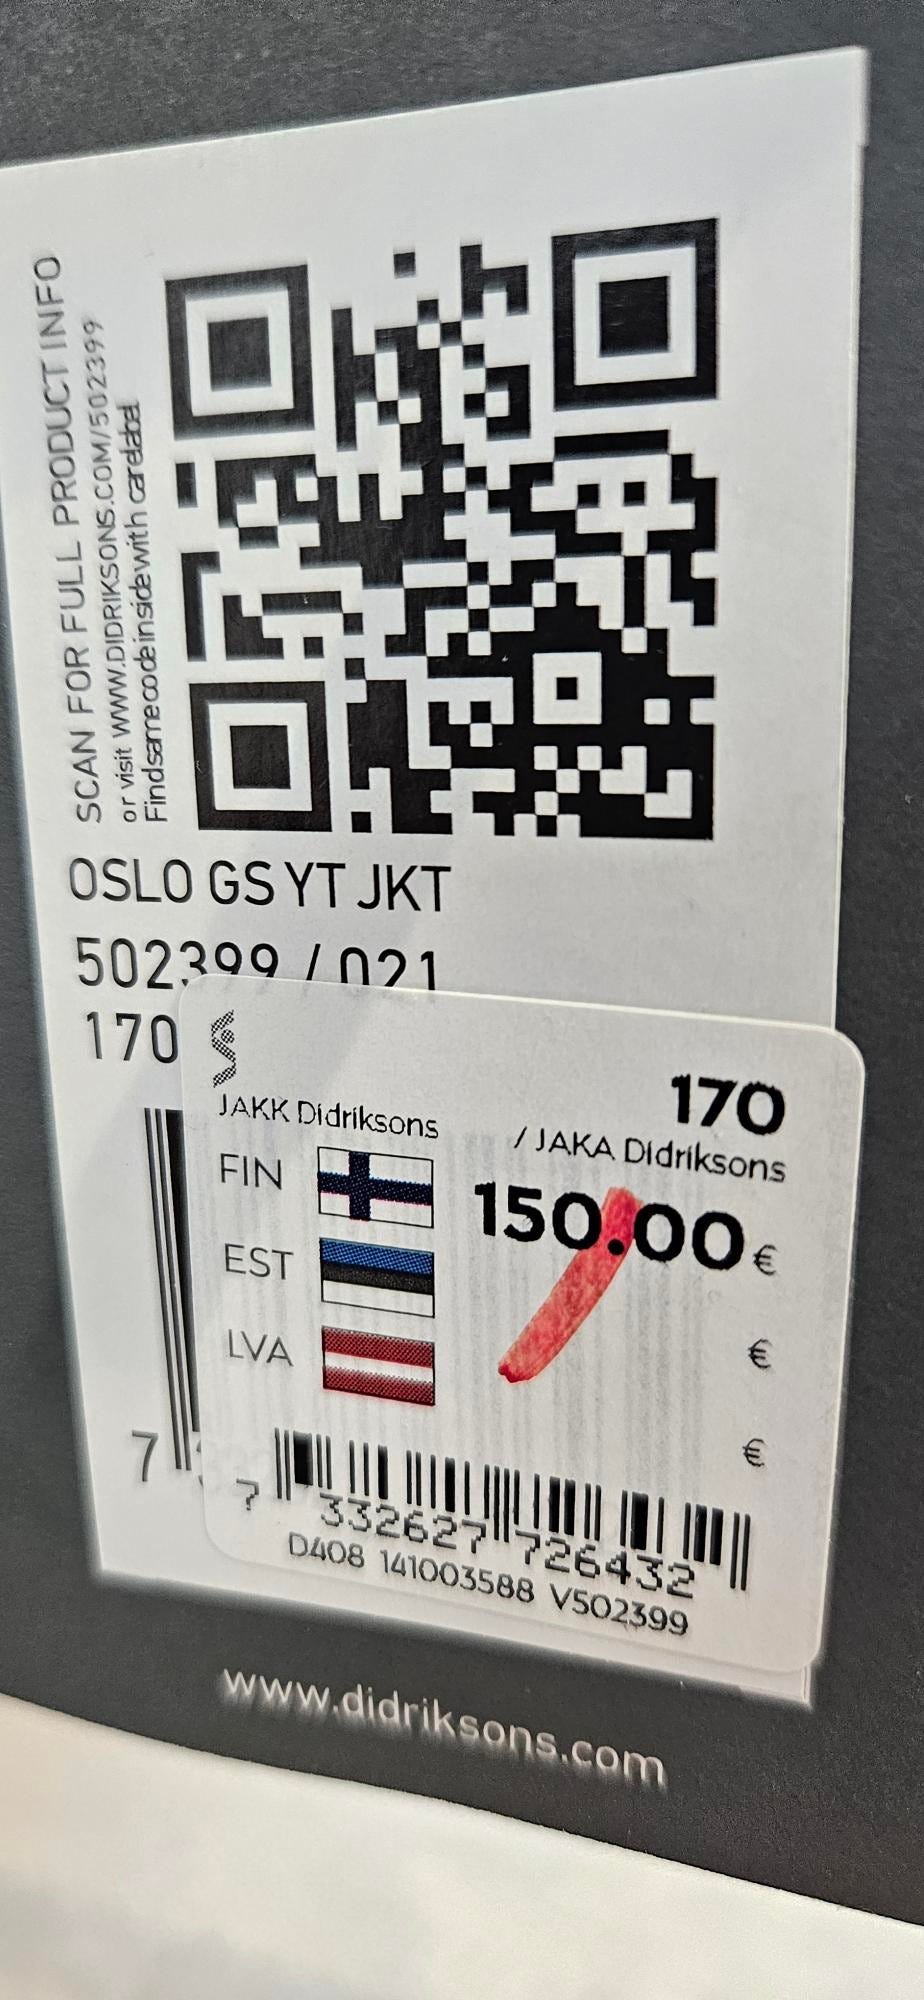 SCAN FOR FULL PRODUCT INFO
or visit WWW.DIDRIKSONS.COM/502399
Find same code inside with care label
OSLO GS YT JKT
502399 / 021
170
170
JAKK Didriksons / JAKA Didriksons
FIN 150.00 €
EST €
LVA €
7
7 332627 726432
D408 141003588 V502399
www.didriksons.com